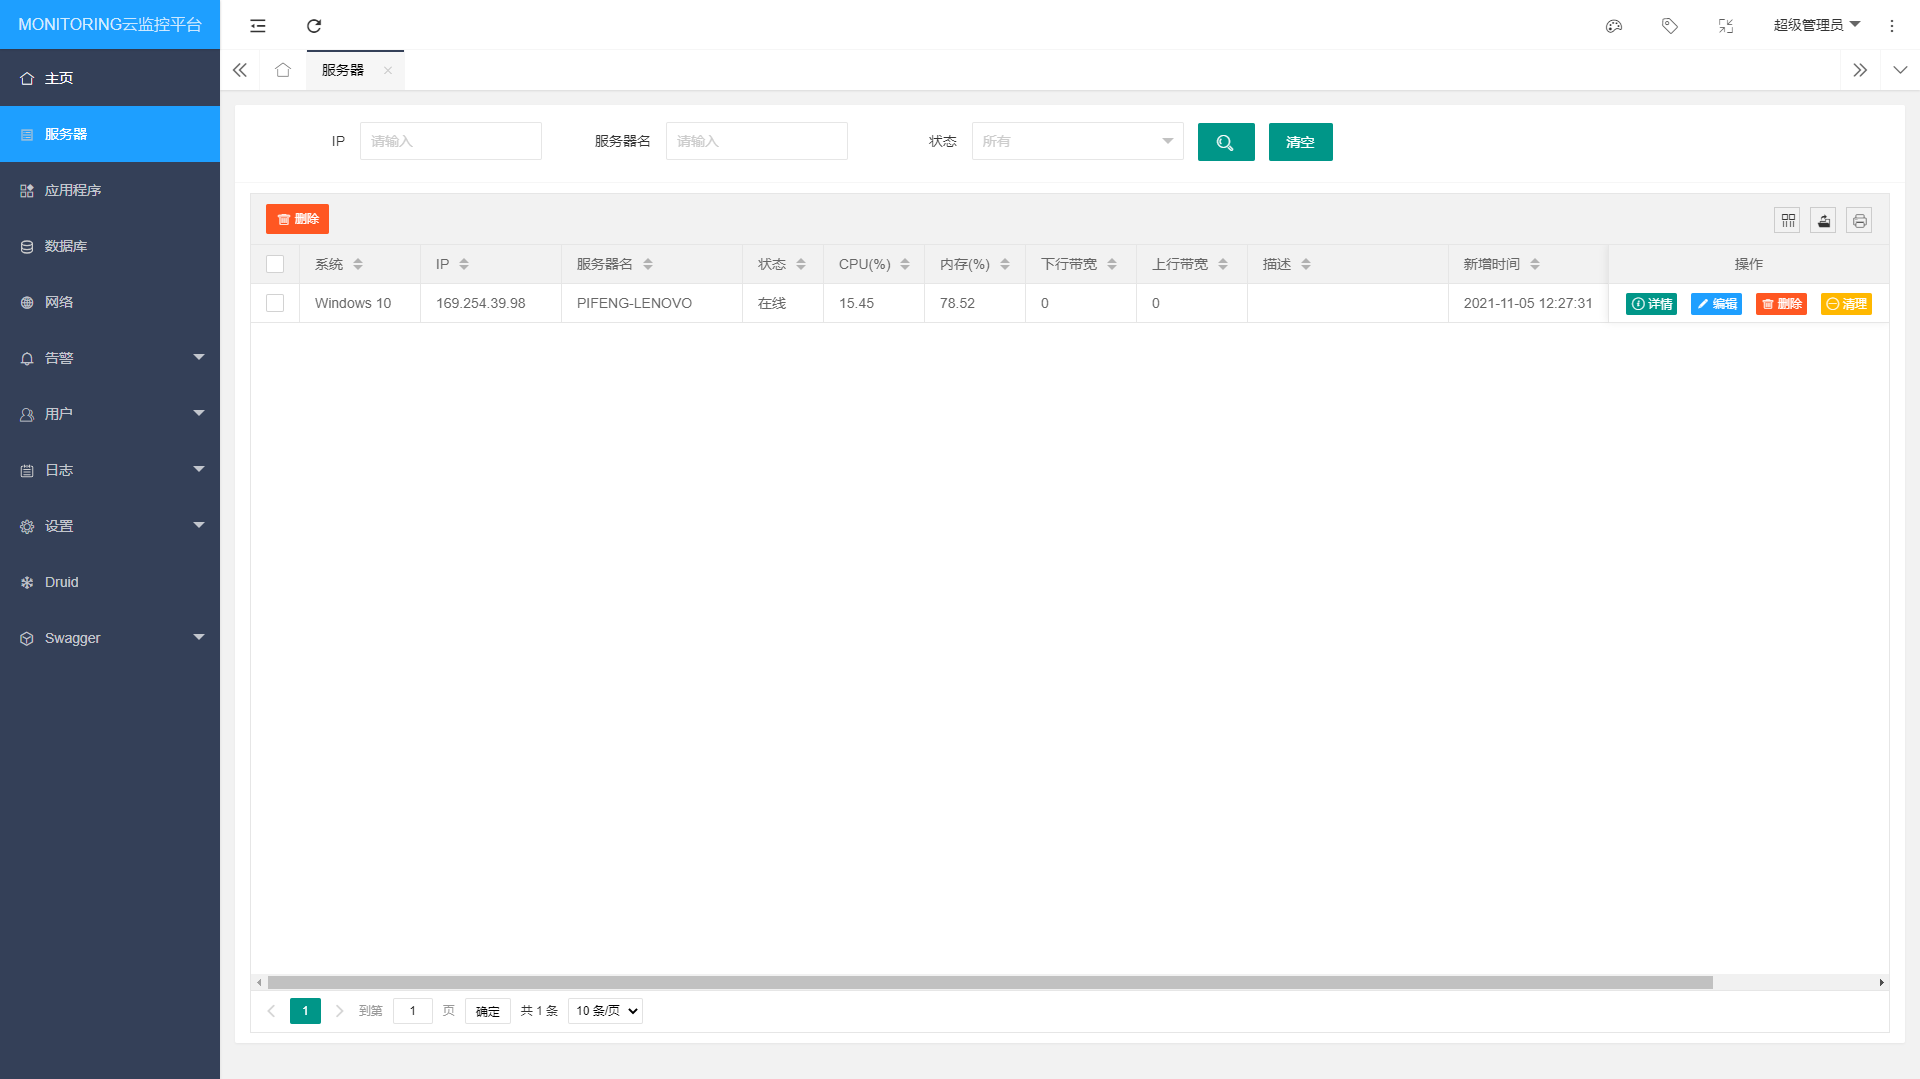 MONITORING云监控平台
超级管理员
主页
服务器
应用程序
数据库
网络
告警
用户
日志
设置
Druid
Swagger
服务器
IP 请输入 服务器名 请输入 状态 所有 清空
删除
系统 IP 服务器名 状态 CPU(%) 内存(%) 下行带宽 上行带宽 描述 新增时间 操作
Windows 10 169.254.39.98 PIFENG-LENOVO 在线 15.45 78.52 0 0 2021-11-05 12:27:31 详情 编辑 删除 清理
1 到第 1 页 确定 共 1 条 10 条/页